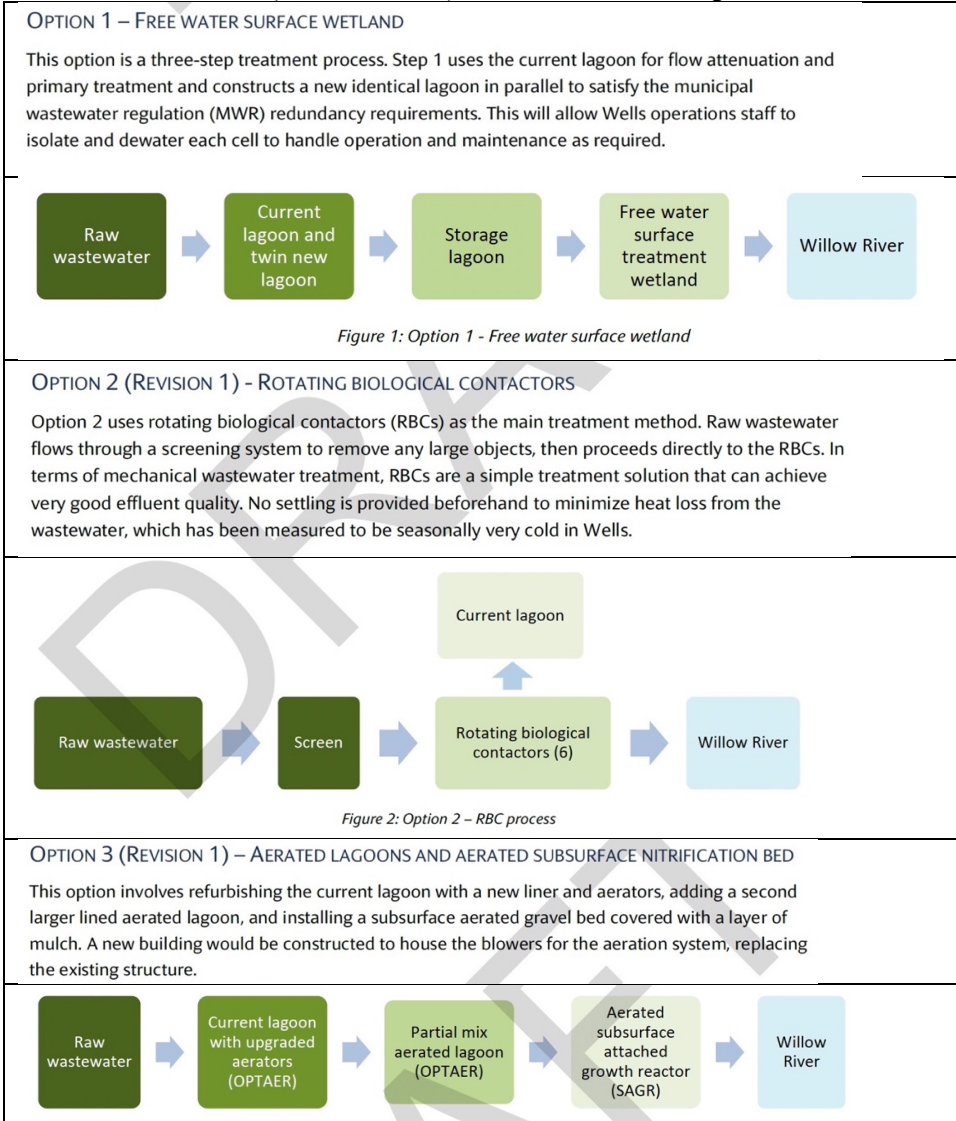 OPTION 1 – FREE WATER SURFACE WETLAND
This option is a three-step treatment process. Step 1 uses the current lagoon for flow attenuation and
primary treatment and constructs a new identical lagoon in parallel to satisfy the municipal
wastewater regulation (MWR) redundancy requirements. This will allow Wells operations staff to
isolate and dewater each cell to handle operation and maintenance as required.
Raw
wastewater
Current
lagoon and
twin new
lagoon
Storage
lagoon
Free water
surface
treatment
wetland
Willow River
Figure 1: Option 1 - Free water surface wetland
OPTION 2 (REVISION 1) - ROTATING BIOLOGICAL CONTACTORS
Option 2 uses rotating biological contactors (RBCs) as the main treatment method. Raw wastewater
flows through a screening system to remove any large objects, then proceeds directly to the RBCs. In
terms of mechanical wastewater treatment, RBCs are a simple treatment solution that can achieve
very good effluent quality. No settling is provided beforehand to minimize heat loss from the
wastewater, which has been measured to be seasonally very cold in Wells.
Current lagoon
Raw wastewater
Screen
Rotating biological
contactors (6)
Willow River
Figure 2: Option 2 – RBC process
OPTION 3 (REVISION 1) – AERATED LAGOONS AND AERATED SUBSURFACE NITRIFICATION BED
This option involves refurbishing the current lagoon with a new liner and aerators, adding a second
larger lined aerated lagoon, and installing a subsurface aerated gravel bed covered with a layer of
mulch. A new building would be constructed to house the blowers for the aeration system, replacing
the existing structure.
Raw
wastewater
Current lagoon
with upgraded
aerators
(OPTAER)
Partial mix
aerated lagoon
(OPTAER)
Aerated
subsurface
attached
growth reactor
(SAGR)
Willow
River